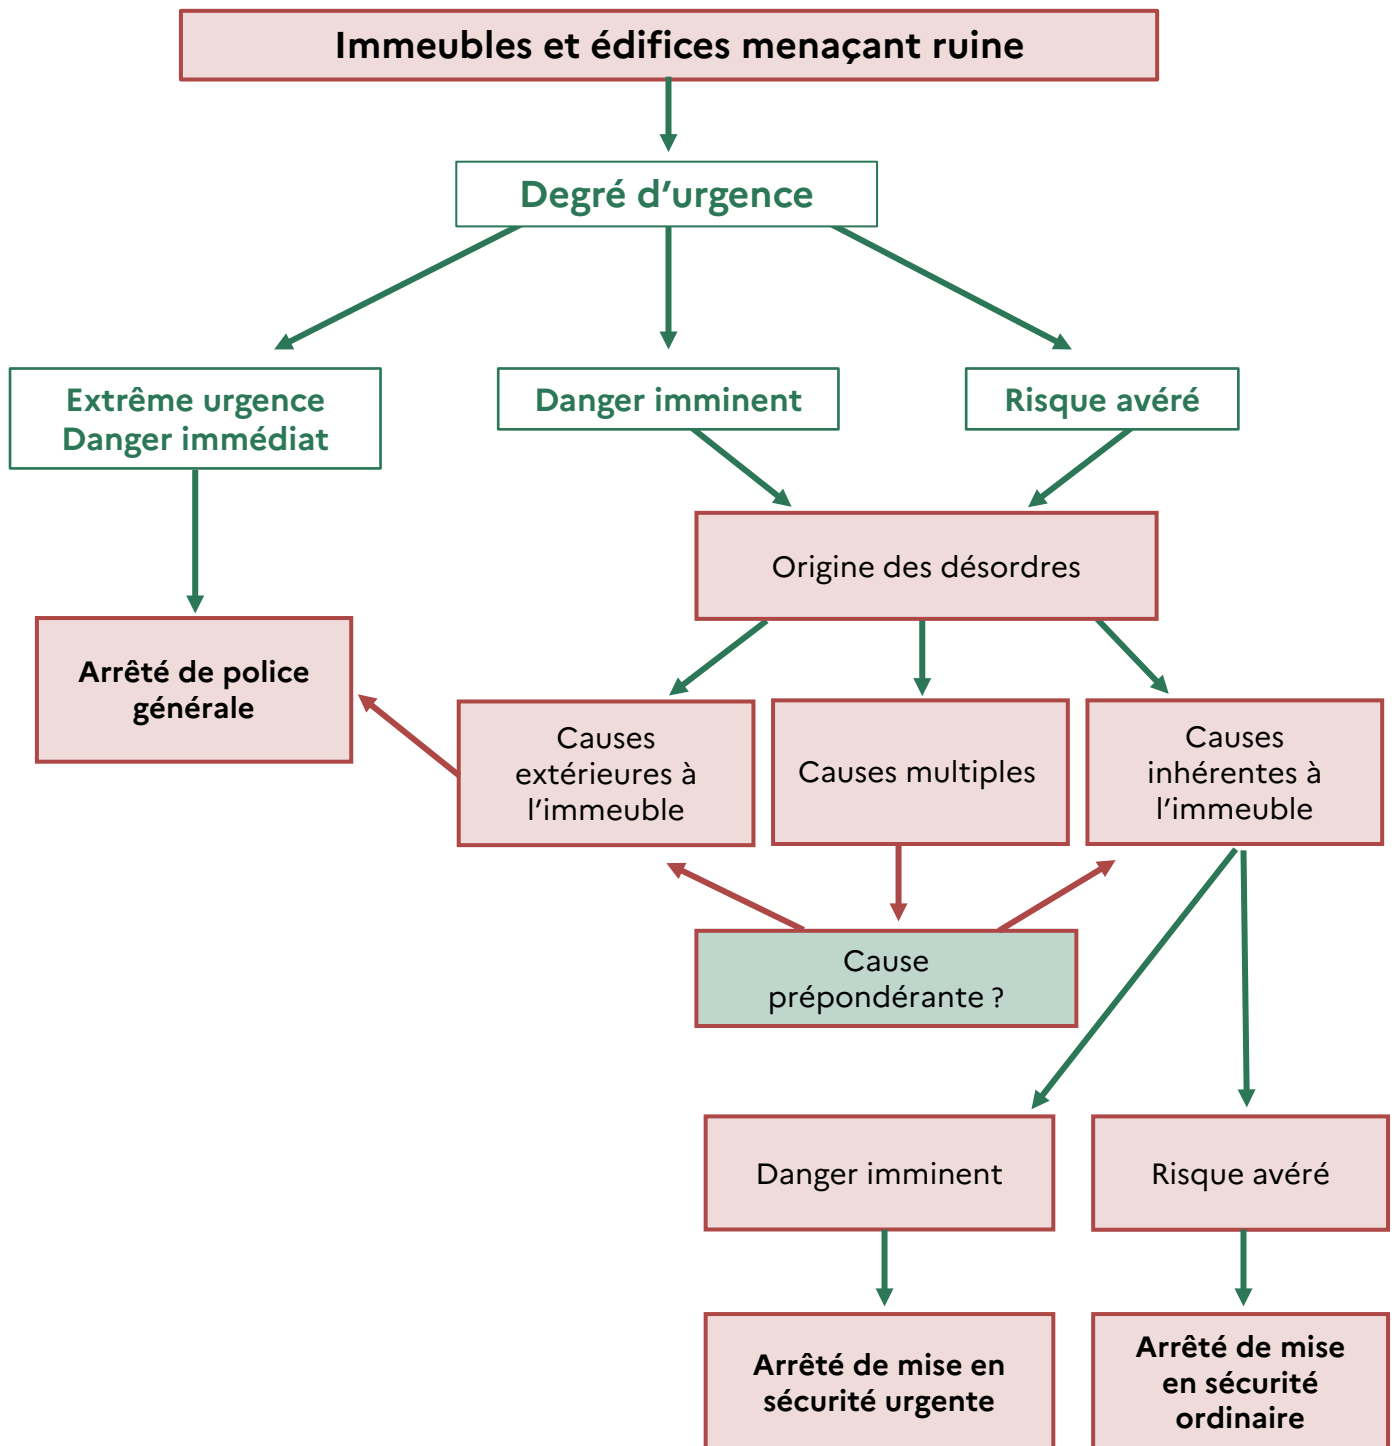 Immeubles et édifices menaçant ruine
Degré d’urgence
Extrême urgence
Danger immédiat
Danger imminent
Risque avéré
Origine des désordres
Arrêté de police
générale
Causes
extérieures à
l’immeuble
Causes multiples
Causes
inhérentes à
l’immeuble
Cause
prépondérante ?
Danger imminent
Risque avéré
Arrêté de mise en
sécurité urgente
Arrêté de mise
en sécurité
ordinaire